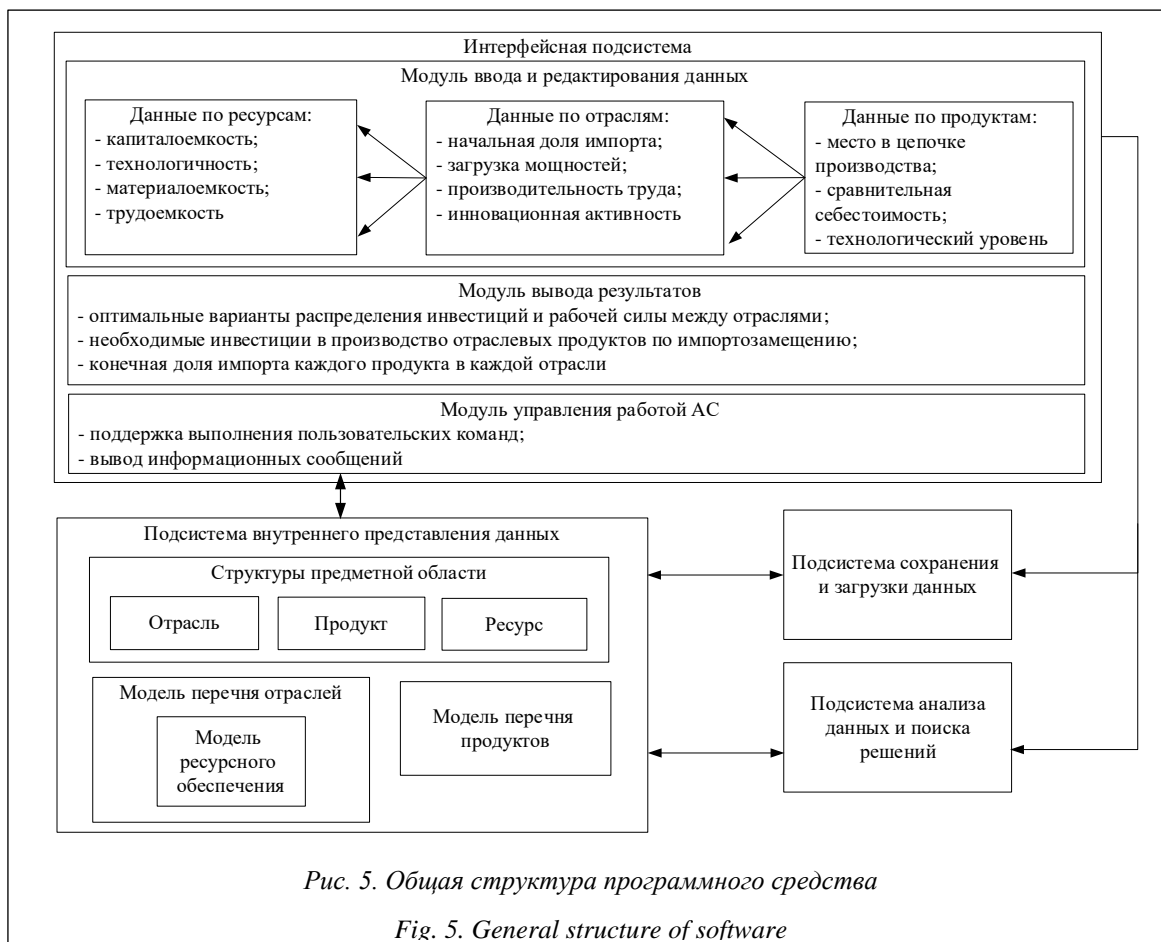 Интерфейсная подсистема
Модуль ввода и редактирования данных
Данные по ресурсам:
- капиталоемкость;
- технологичность;
- материалоемкость;
- трудоемкость
Данные по отраслям:
- начальная доля импорта;
- загрузка мощностей;
- производительность труда;
- инновационная активность
Данные по продуктам:
- место в цепочке
производства;
- сравнительная
себестоимость;
- технологический уровень
Модуль вывода результатов
- оптимальные варианты распределения инвестиций и рабочей силы между отраслями;
- необходимые инвестиции в производство отраслевых продуктов по импортозамещению;
- конечная доля импорта каждого продукта в каждой отрасли
Модуль управления работой АС
- поддержка выполнения пользовательских команд;
- вывод информационных сообщений
Подсистема внутреннего представления данных
Структуры предметной области
Отрасль
Продукт
Ресурс
Модель перечня отраслей
Модель
ресурсного
обеспечения
Модель перечня
продуктов
Подсистема сохранения
и загрузки данных
Подсистема анализа
данных и поиска
решений
Рис. 5. Общая структура программного средства
Fig. 5. General structure of software